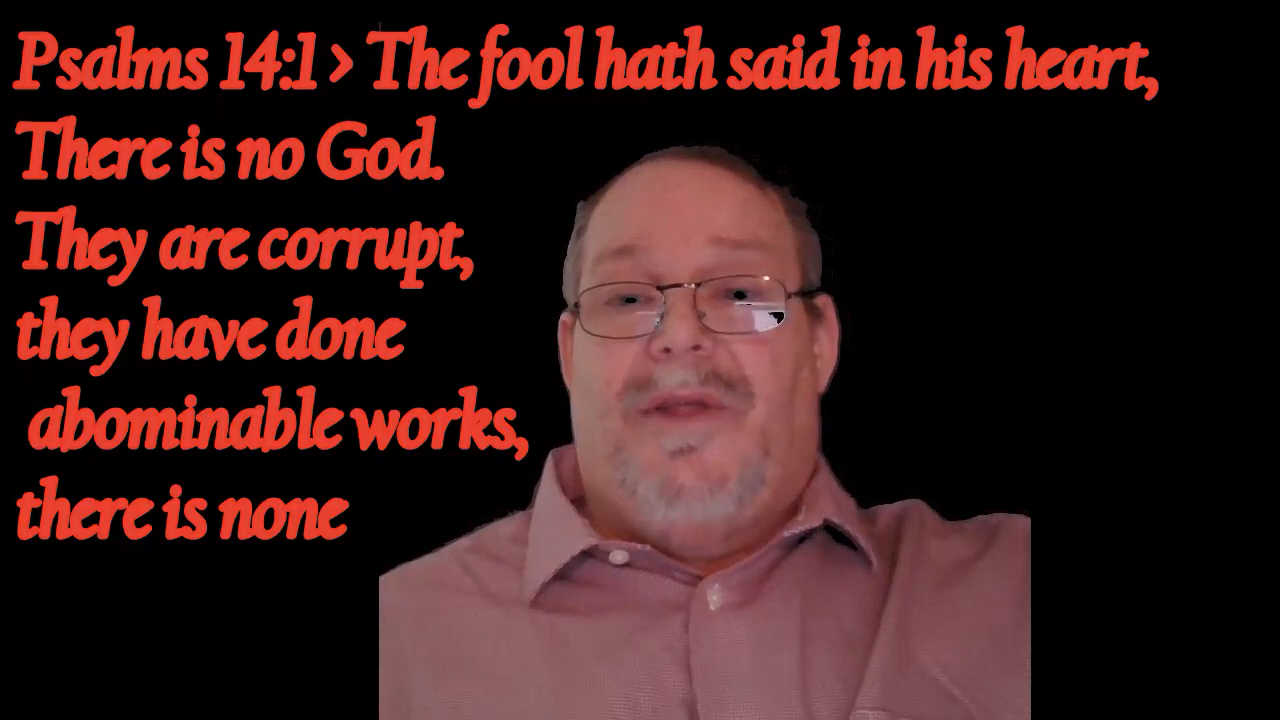 Psalms 14:1 > The fool hath said in his heart,
There is no God.
They are corrupt,
they have done
abominable works,
there is none